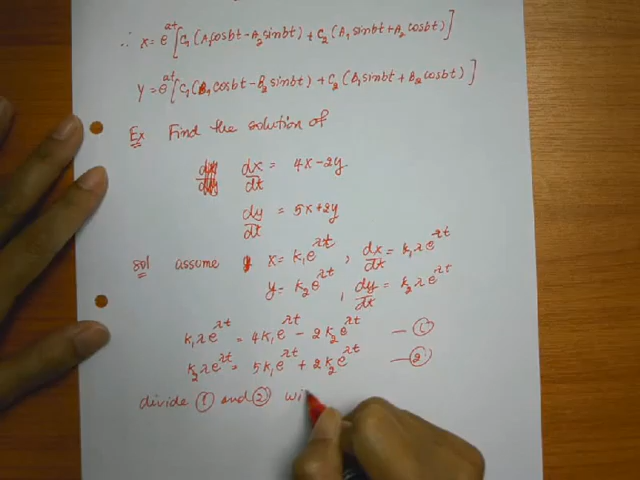 ∴ x = e^at [C₁(A₁cosbt − A₂sinbt) + C₂(A₁sinbt + A₂cosbt)]
y = e^at [C₁(B₁cosbt − B₂sinbt) + C₂(B₁sinbt + B₂cosbt)]
Ex Find the solution of
dx/dt = 4x − 2y
dy/dt = 5x + 2y
sol assume x = k₁e^λt ; dx/dt = k₁λe^λt
y = k₂e^λt ; dy/dt = k₂λe^λt
k₁λe^λt = 4k₁e^λt − 2k₂e^λt — ①
k₂λe^λt = 5k₁e^λt + 2k₂e^λt — ②
divide ① and ② wi